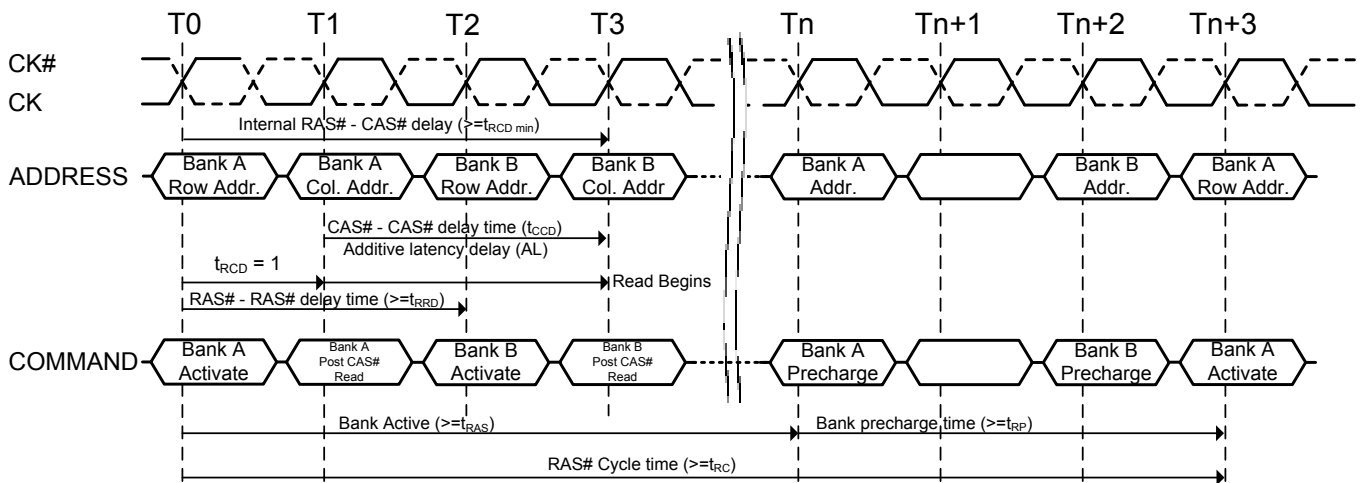 T0 T1 T2 T3 Tn Tn+1 Tn+2 Tn+3
CK#
CK
Internal RAS# - CAS# delay (>=tRCD min)
ADDRESS
Bank A
Row Addr.
Bank A
Col. Addr.
Bank B
Row Addr.
Bank B
Col. Addr
Bank A
Addr.
Bank B
Addr.
Bank A
Row Addr.
CAS# - CAS# delay time (tCCD)
Additive latency delay (AL)
tRCD = 1
Read Begins
RAS# - RAS# delay time (>=tRRD)
COMMAND
Bank A
Activate
Bank A
Post CAS#
Read
Bank B
Activate
Bank B
Post CAS#
Read
Bank A
Precharge
Bank B
Precharge
Bank A
Activate
Bank Active (>=tRAS)
Bank precharge time (>=tRP)
RAS# Cycle time (>=tRC)